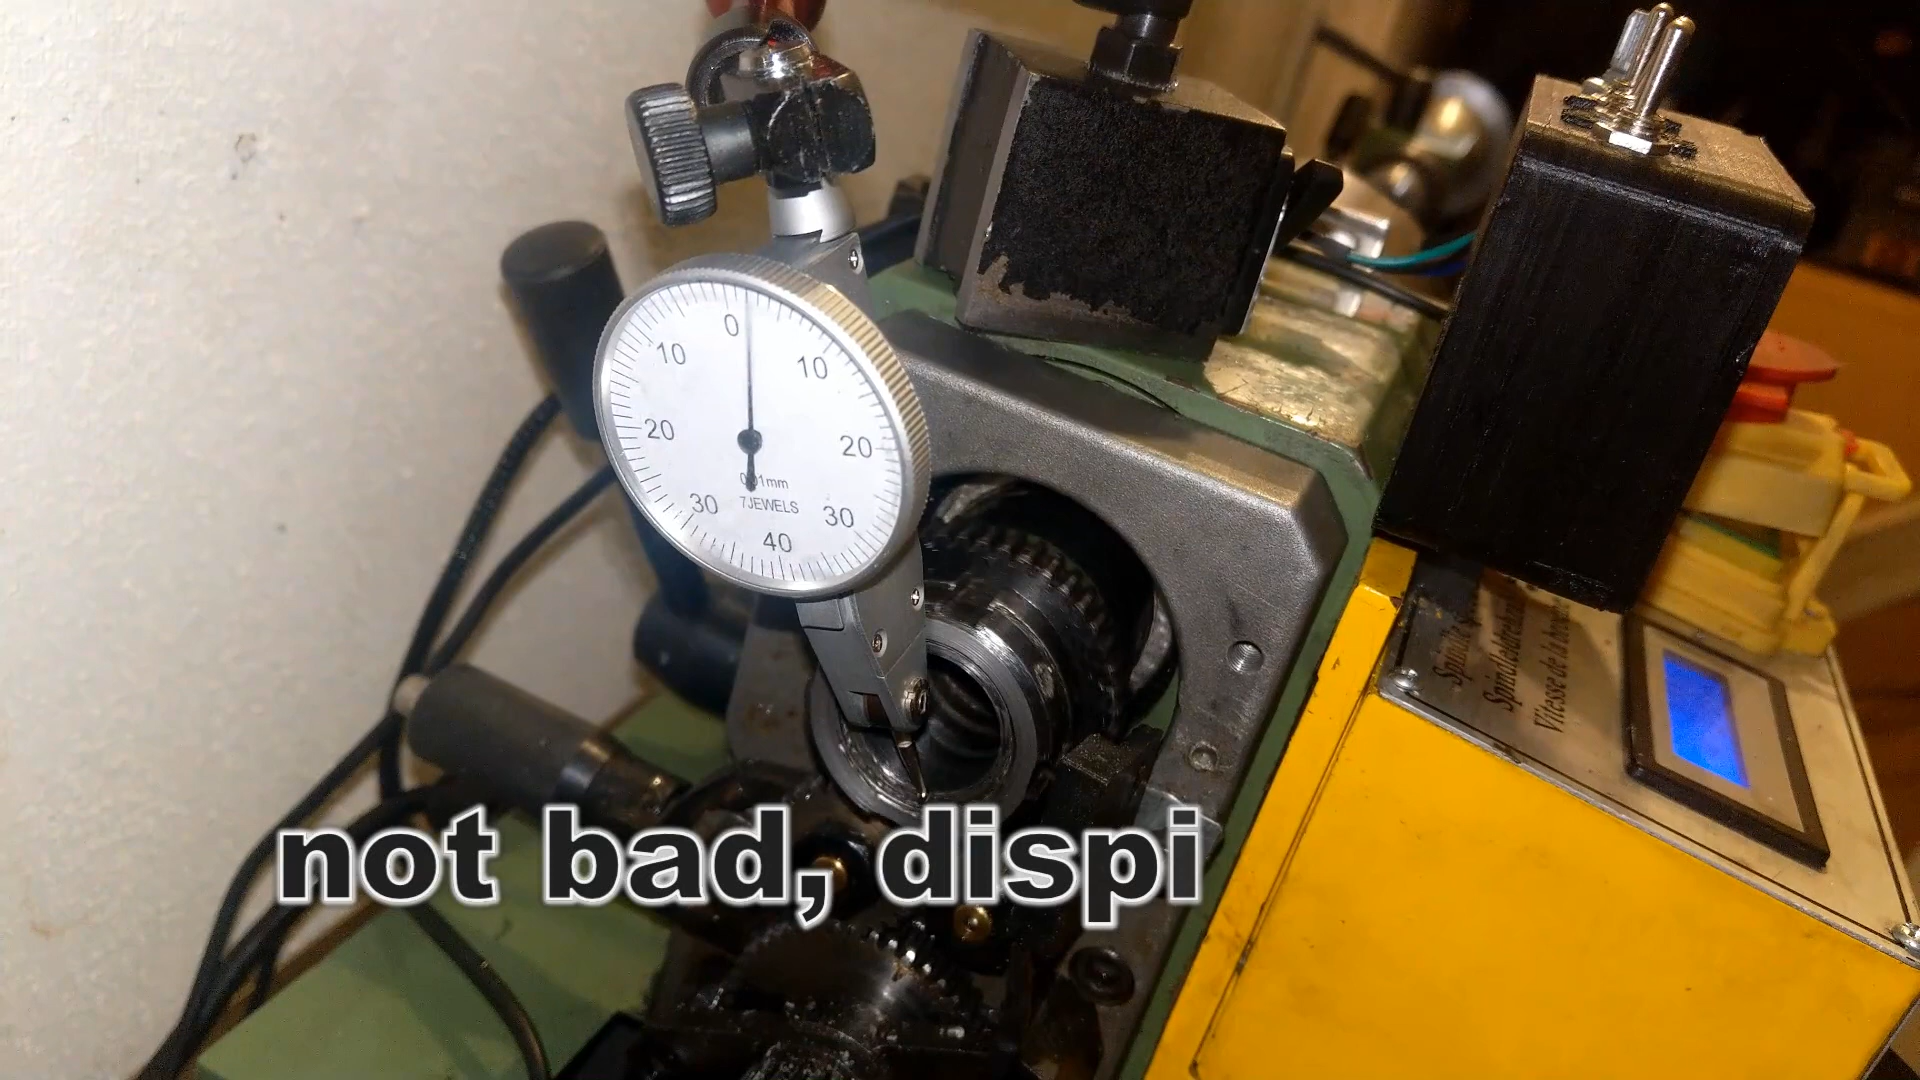 0
10
10
20
20
0.01mm
7JEWELS
30
30
40
Spindle
Spindeldrehzahl
Vitesse de la broche
not bad, dispi